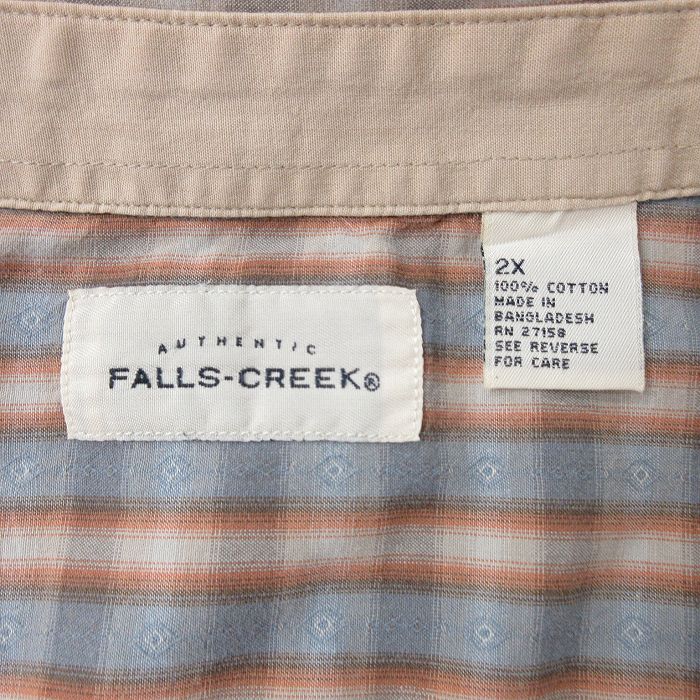 AUTHENTIC
FALLS-CREEK®
2X
100% COTTON
MADE IN
BANGLADESH
RN 27158
SEE REVERSE
FOR CARE